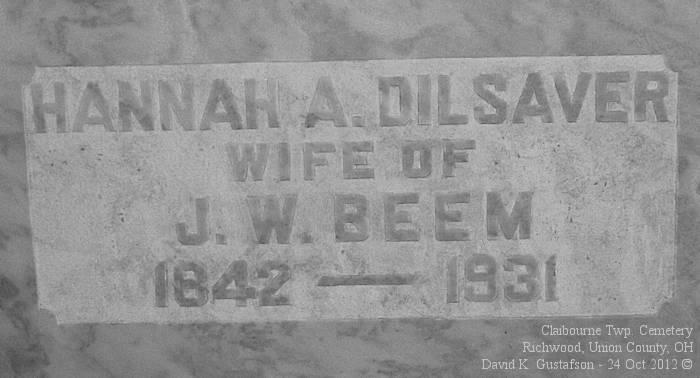 HANNAH A. DILSAVER
WIFE OF
J. W. BEEM
1842 — 1931
Claibourne Twp. Cemetery
Richwood, Union County, OH
David K. Gustafson - 24 Oct 2012 ©